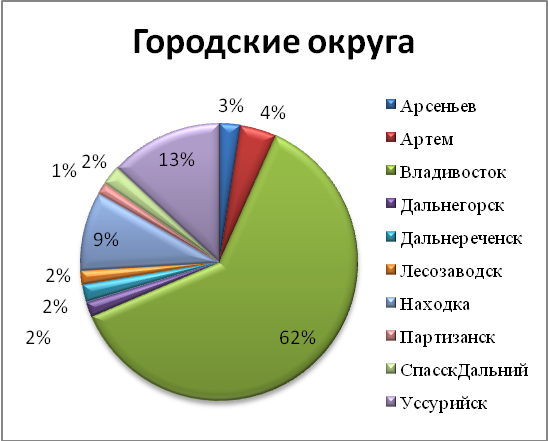 Городские округа
3%
4%
62%
2%
2%
2%
9%
1%
2%
13%
Арсеньев
Артем
Владивосток
Дальнегорск
Дальнереченск
Лесозаводск
Находка
Партизанск
СпасскДальний
Уссурийск